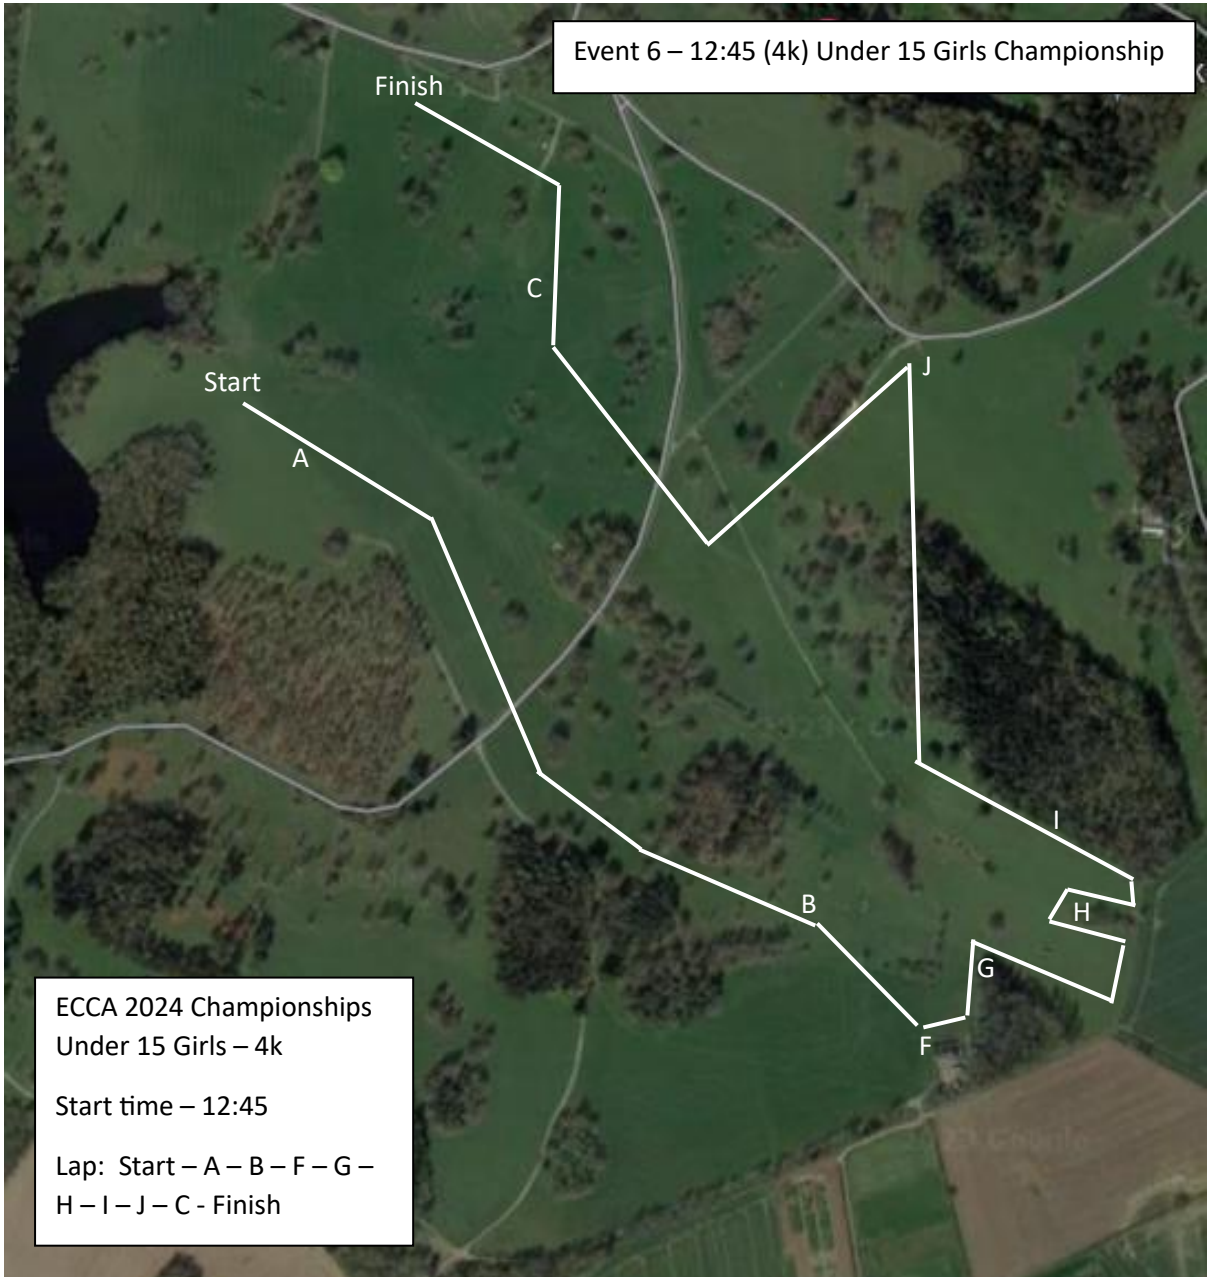 Event 6 – 12:45 (4k) Under 15 Girls Championship
Finish
C
J
Start
A
I
B
H
G
F
ECCA 2024 Championships
Under 15 Girls – 4k
Start time – 12:45
Lap: Start – A – B – F – G –
H – I – J – C - Finish